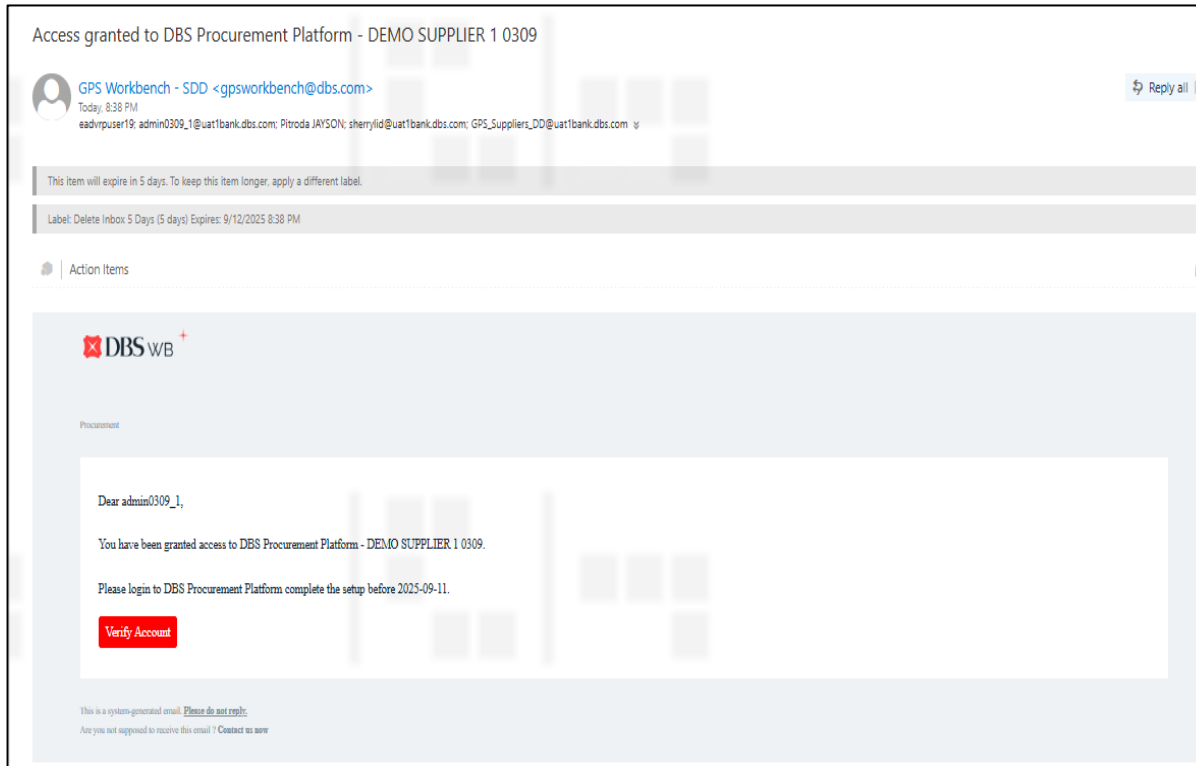 Access granted to DBS Procurement Platform - DEMO SUPPLIER 1 0309
GPS Workbench - SDD <gpsworkbench@dbs.com>
Reply all
Today, 8:38 PM
eadvrpuser19; admin0309_1@uat1bank.dbs.com; Pitroda JAYSON; sherrylid@uat1bank.dbs.com; GPS_Suppliers_DD@uat1bank.dbs.com
This item will expire in 5 days. To keep this item longer, apply a different label.
Label: Delete Inbox 5 Days (5 days) Expires: 9/12/2025 8:38 PM
Action Items
DBS WB+
Procurement
Dear admin0309_1,
You have been granted access to DBS Procurement Platform - DEMO SUPPLIER 1 0309.
Please login to DBS Procurement Platform complete the setup before 2025-09-11.
Verify Account
This is a system-generated email. Please do not reply.
Are you not supposed to receive this email ? Contact us now